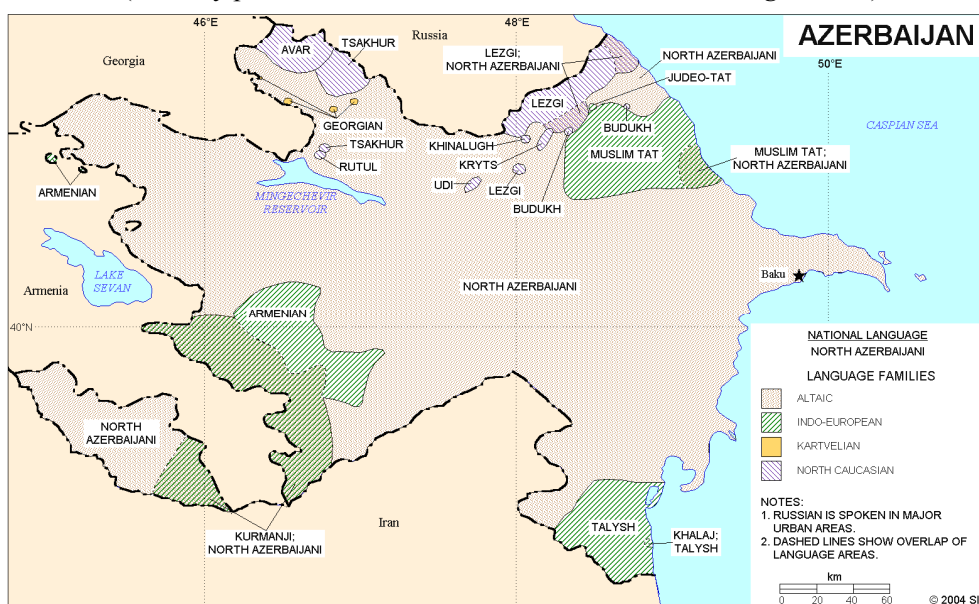 AZERBAIJAN
46°E
48°E
50°E
Georgia
Russia
AVAR
TSAKHUR
LEZGI;
NORTH AZERBAIJANI
NORTH AZERBAIJANI
JUDEO-TAT
LEZGI
GEORGIAN
TSAKHUR
RUTUL
KHINALUGH
KRYTS
BUDUKH
MUSLIM TAT
MUSLIM TAT;
NORTH AZERBAIJANI
CASPIAN SEA
ARMENIAN
MINGECHEVIR
RESERVOIR
UDI
LEZGI
BUDUKH
LAKE
SEVAN
Armenia
NORTH AZERBAIJANI
Baku
ARMENIAN
40°N
NORTH
AZERBAIJANI
KURMANJI;
NORTH AZERBAIJANI
Iran
TALYSH
KHALAJ;
TALYSH
NATIONAL LANGUAGE
NORTH AZERBAIJANI
LANGUAGE FAMILIES
ALTAIC
INDO-EUROPEAN
KARTVELIAN
NORTH CAUCASIAN
NOTES:
1. RUSSIAN IS SPOKEN IN MAJOR
URBAN AREAS.
2. DASHED LINES SHOW OVERLAP OF
LANGUAGE AREAS.
km
0 20 40 60
© 2004